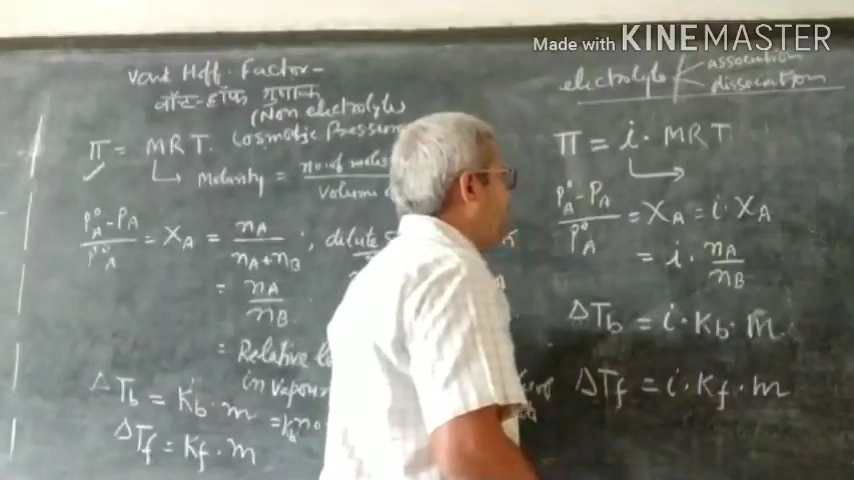 Made with KINEMASTER
Vant Hoff. Factor-
वॉट-हॉफ गुणांक
(Non electrolyte)
π = MRT. (osmotic Pressure
Molarity = no. of moles
Volume
P°A - PA / P°A = XA = nA / nA+nB ; dilute
= nA / nB
= Relative
in vapour
ΔTb = Kb · m
ΔTf = Kf · m
electrolyte association
dissociation
π = i · MRT.
P°A - PA / P°A = XA = i · XA
= i · nA / nB
ΔTb = i · Kb · m
ΔTf = i · Kf · m